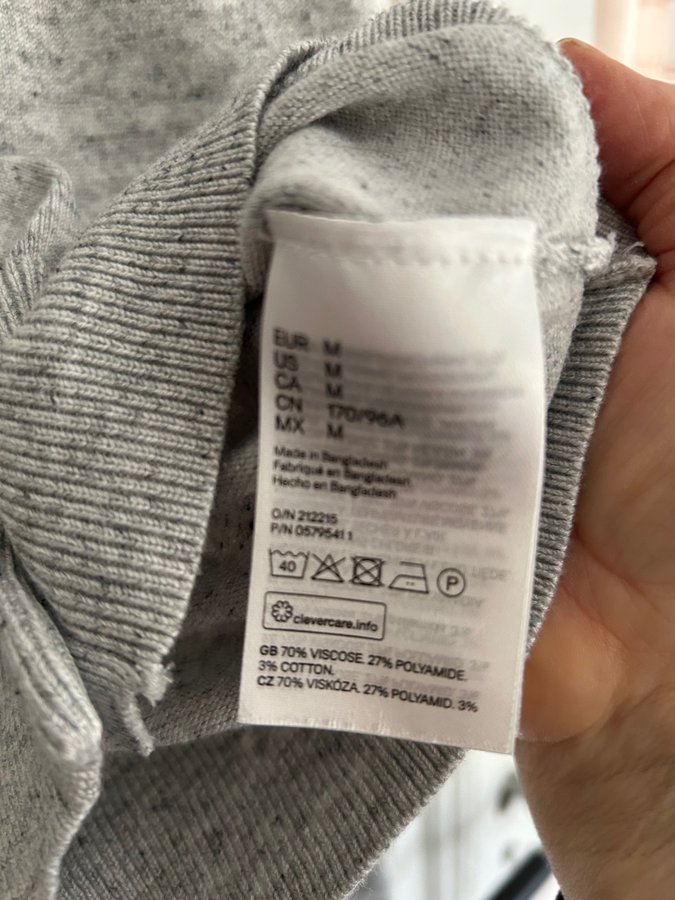 EUR M
US M
CA M
CN 170/96A
MX M
Made in Bangladesh
Fabriqué en Bangladesh
Hecho en Bangladesh
O/N 212215
P/N 05795411
40
P
clevercare.info
GB 70% VISCOSE. 27% POLYAMIDE.
3% COTTON.
CZ 70% VISKÓZA. 27% POLYAMID. 3%